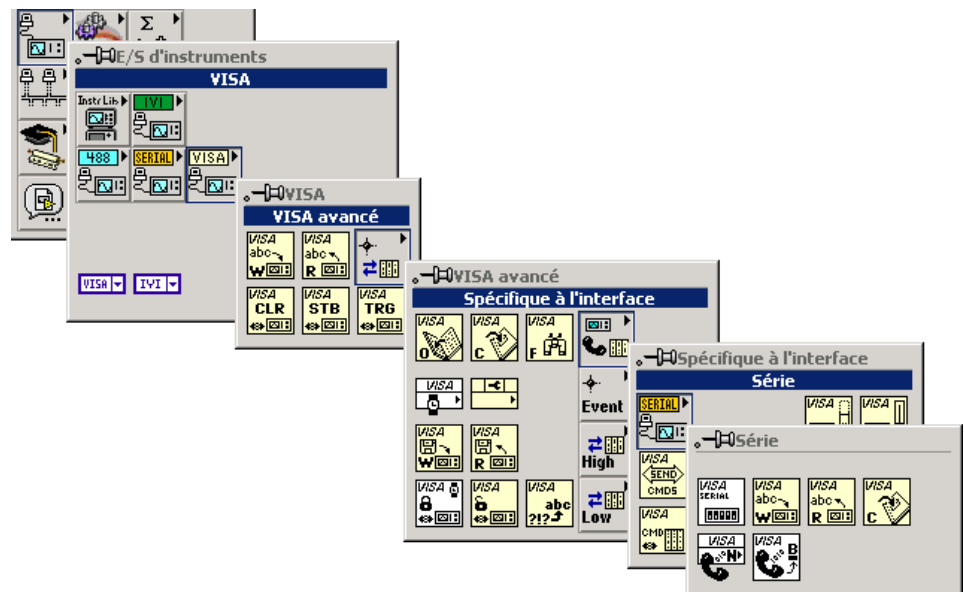 Σ
E/S d'instruments
VISA
Instr Lib IVI
488 SERIAL VISA
VISA IVI
VISA
VISA avancé
VISA VISA
abc abc
W R
VISA VISA VISA
CLR STB TRG
VISA avancé
Spécifique à l'interface
VISA VISA VISA
O C F
VISA
Event
VISA VISA
W R
High
VISA VISA VISA
abc
?!?
Low
Spécifique à l'interface
Série
SERIAL VISA VISA
VISA
SEND
CMDS
VISA
CMD
Série
VISA VISA VISA VISA
SERIAL abc abc
W R C
VISA VISA
N B